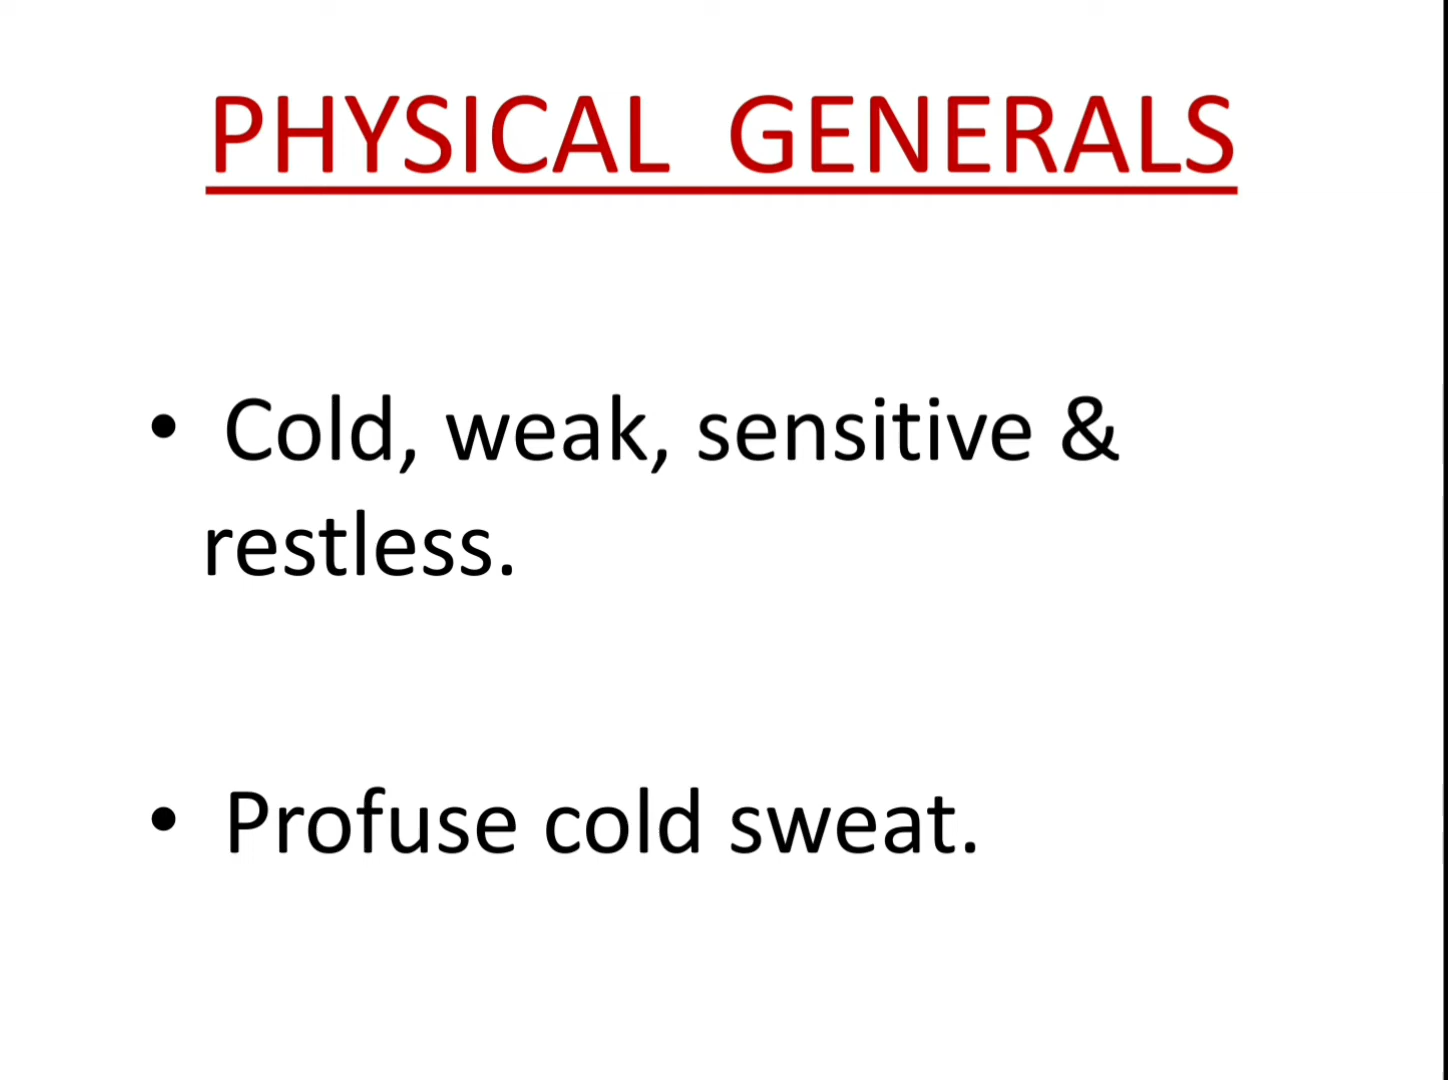 PHYSICAL GENERALS
• Cold, weak, sensitive &
restless.
• Profuse cold sweat.